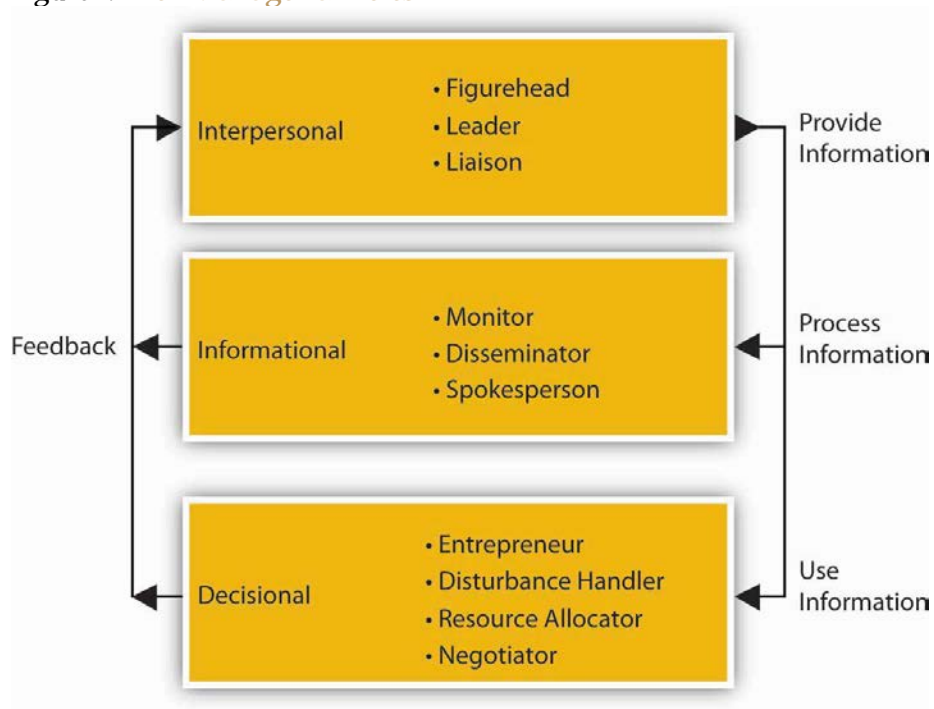 Interpersonal
• Figurehead
• Leader
• Liaison
Provide
Information
Feedback
Informational
• Monitor
• Disseminator
• Spokesperson
Process
Information
Decisional
• Entrepreneur
• Disturbance Handler
• Resource Allocator
• Negotiator
Use
Information